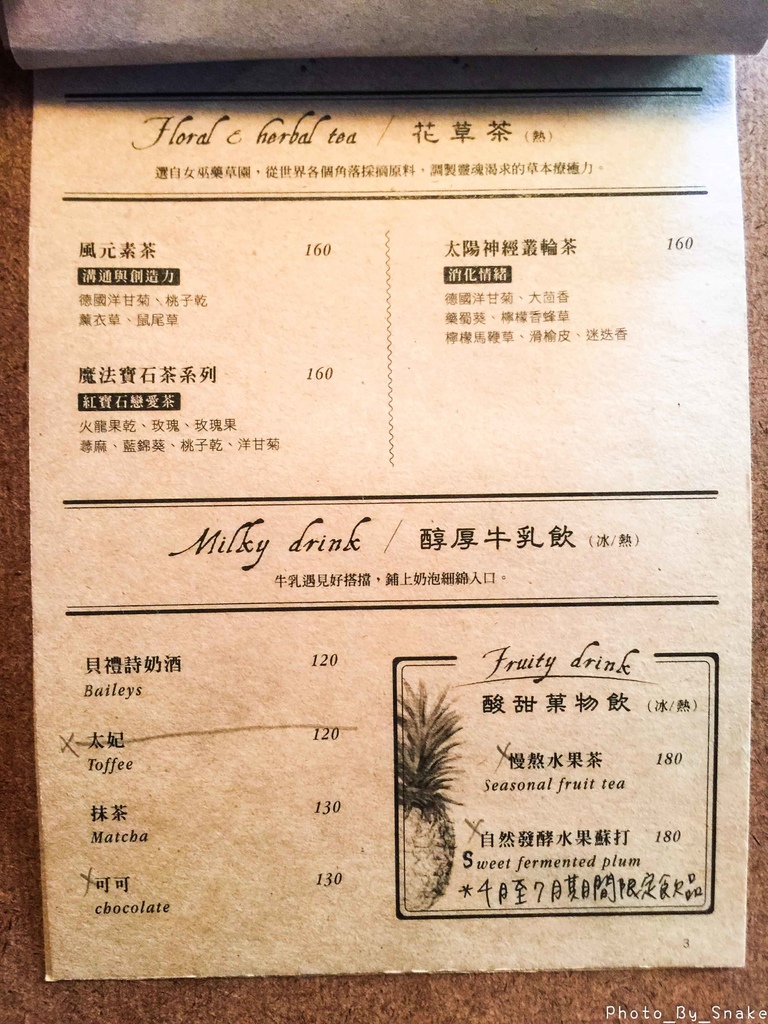 Floral & herbal tea / 花草茶 (熱)
選自女巫藥草園，從世界各個角落採摘原料，調製靈魂渴求的草本療癒力。
風元素茶 160
溝通與創造力
德國洋甘菊、桃子乾
薰衣草、鼠尾草
魔法寶石茶系列 160
紅寶石戀愛茶
火龍果乾、玫瑰、玫瑰果
蕁麻、藍錦葵、桃子乾、洋甘菊
太陽神經叢輪茶 160
消化情緒
德國洋甘菊、大茴香
藥蜀葵、檸檬香蜂草
檸檬馬鞭草、滑榆皮、迷迭香
Milky drink / 醇厚牛乳飲 (冰/熱)
牛乳遇見好搭擋，鋪上奶泡細綿入口。
貝禮詩奶酒 120
Baileys
太妃 120
Toffee
抹茶 130
Matcha
可可 130
chocolate
Fruity drink
酸甜菓物飲 (冰/熱)
慢熬水果茶 180
Seasonal fruit tea
自然發酵水果蘇打 180
Sweet fermented plum
*4月至7月其期間限定飲品
3
Photo_By_Snake